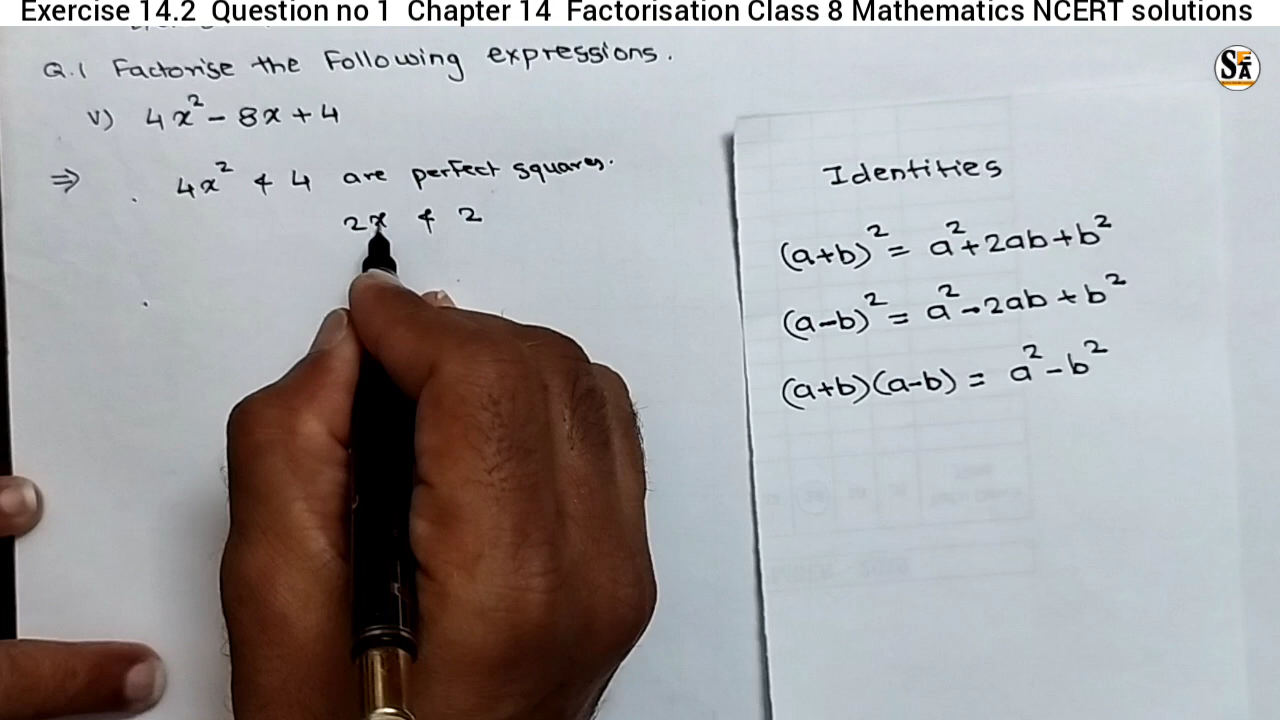 Exercise 14.2 Question no 1 Chapter 14 Factorisation Class 8 Mathematics NCERT solutions
Q.1 Factorise the Following expressions.
v) 4x² - 8x + 4
⇒ 4x² & 4 are perfect squares.
2x & 2
SFA
Identities
(a+b)² = a² + 2ab + b²
(a-b)² = a² - 2ab + b²
(a+b)(a-b) = a² - b²